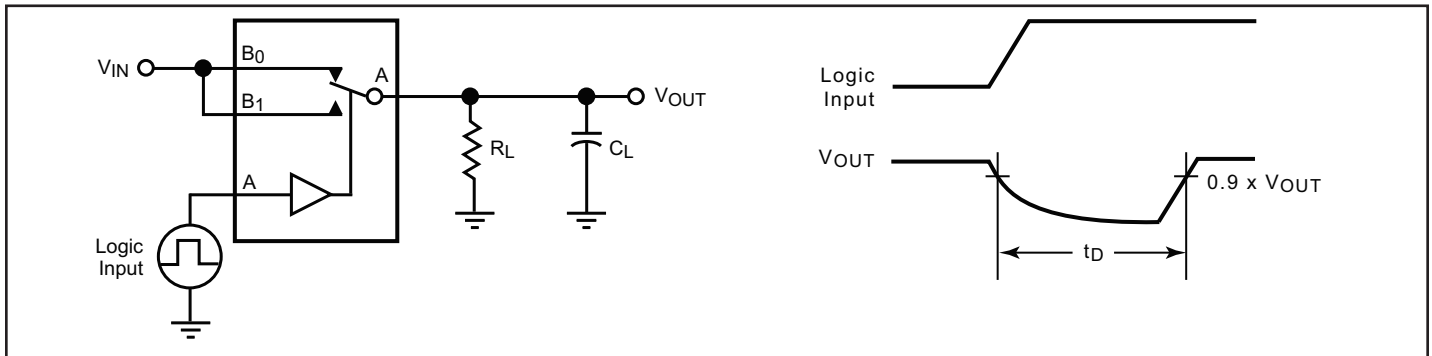 B0
VIN
A
B1
VOUT
RL
CL
A
Logic
Input
Logic
Input
VOUT
0.9 x VOUT
tD